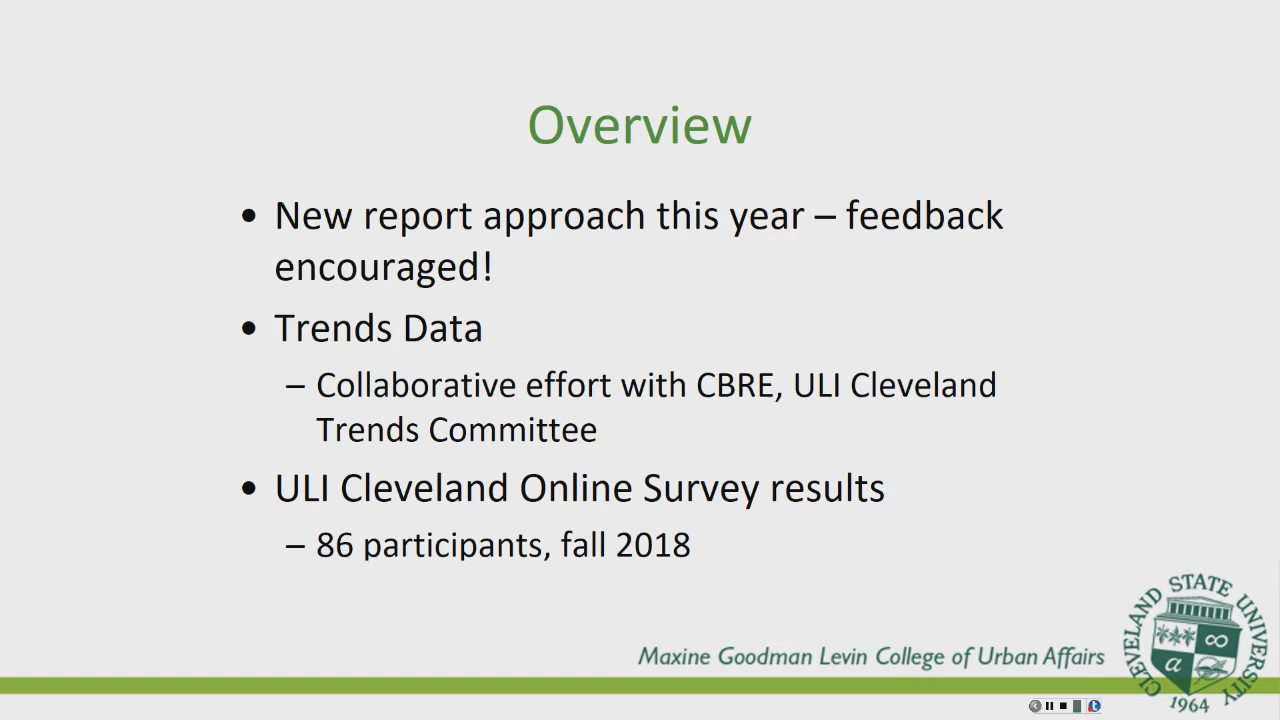 Overview
• New report approach this year – feedback
encouraged!
• Trends Data
– Collaborative effort with CBRE, ULI Cleveland
Trends Committee
• ULI Cleveland Online Survey results
– 86 participants, fall 2018
Maxine Goodman Levin College of Urban Affairs
CLEVELAND STATE UNIVERSITY
1964